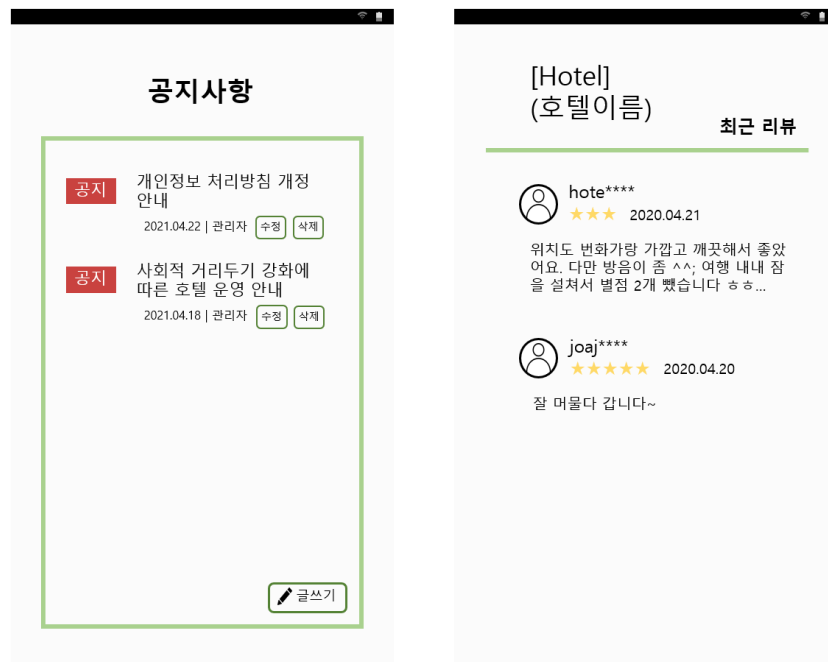 공지사항
공지
개인정보 처리방침 개정
안내
2021.04.22 | 관리자 수정 삭제
공지
사회적 거리두기 강화에
따른 호텔 운영 안내
2021.04.18 | 관리자 수정 삭제
글쓰기
[Hotel]
(호텔이름)
최근 리뷰
hote****
★★★ 2020.04.21
위치도 번화가랑 가깝고 깨끗해서 좋았
어요. 다만 방음이 좀 ^^; 여행 내내 잠
을 설쳐서 별점 2개 뺐습니다 ㅎㅎ...
joaj****
★★★★★ 2020.04.20
잘 머물다 갑니다~